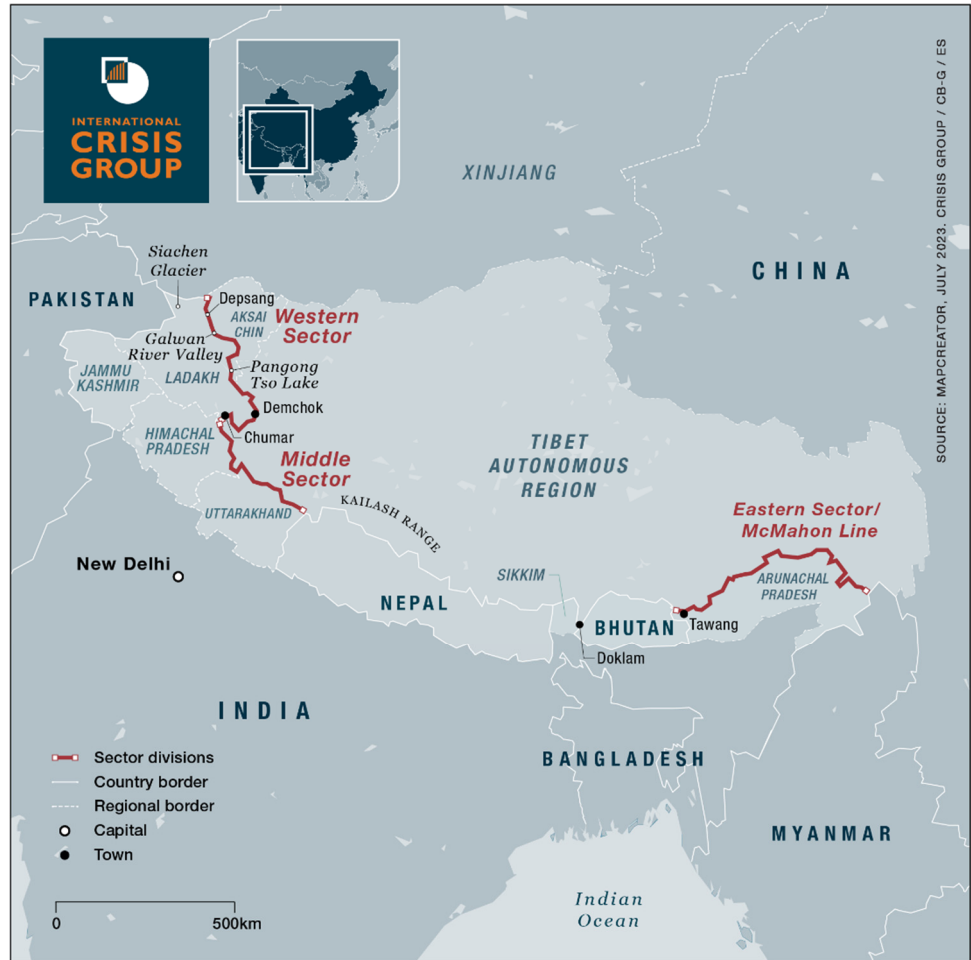 INTERNATIONAL
CRISIS
GROUP
SOURCE: MAPCREATOR, JULY 2023. CRISIS GROUP / CB-G / ES
XINJIANG
CHINA
Siachen
Glacier
PAKISTAN
Depsang
AKSAI
CHIN
Western
Sector
Galwan
River Valley
JAMMU
KASHMIR
LADAKH
Pangong
Tso Lake
Demchok
Chumar
HIMACHAL
PRADESH
Middle
Sector
TIBET
AUTONOMOUS
REGION
UTTARAKHAND
KAILASH RANGE
Eastern Sector/
McMahon Line
New Delhi
SIKKIM
ARUNACHAL
PRADESH
NEPAL
BHUTAN
Tawang
Doklam
INDIA
BANGLADESH
MYANMAR
Sector divisions
Country border
Regional border
Capital
Town
Indian
Ocean
0 500km